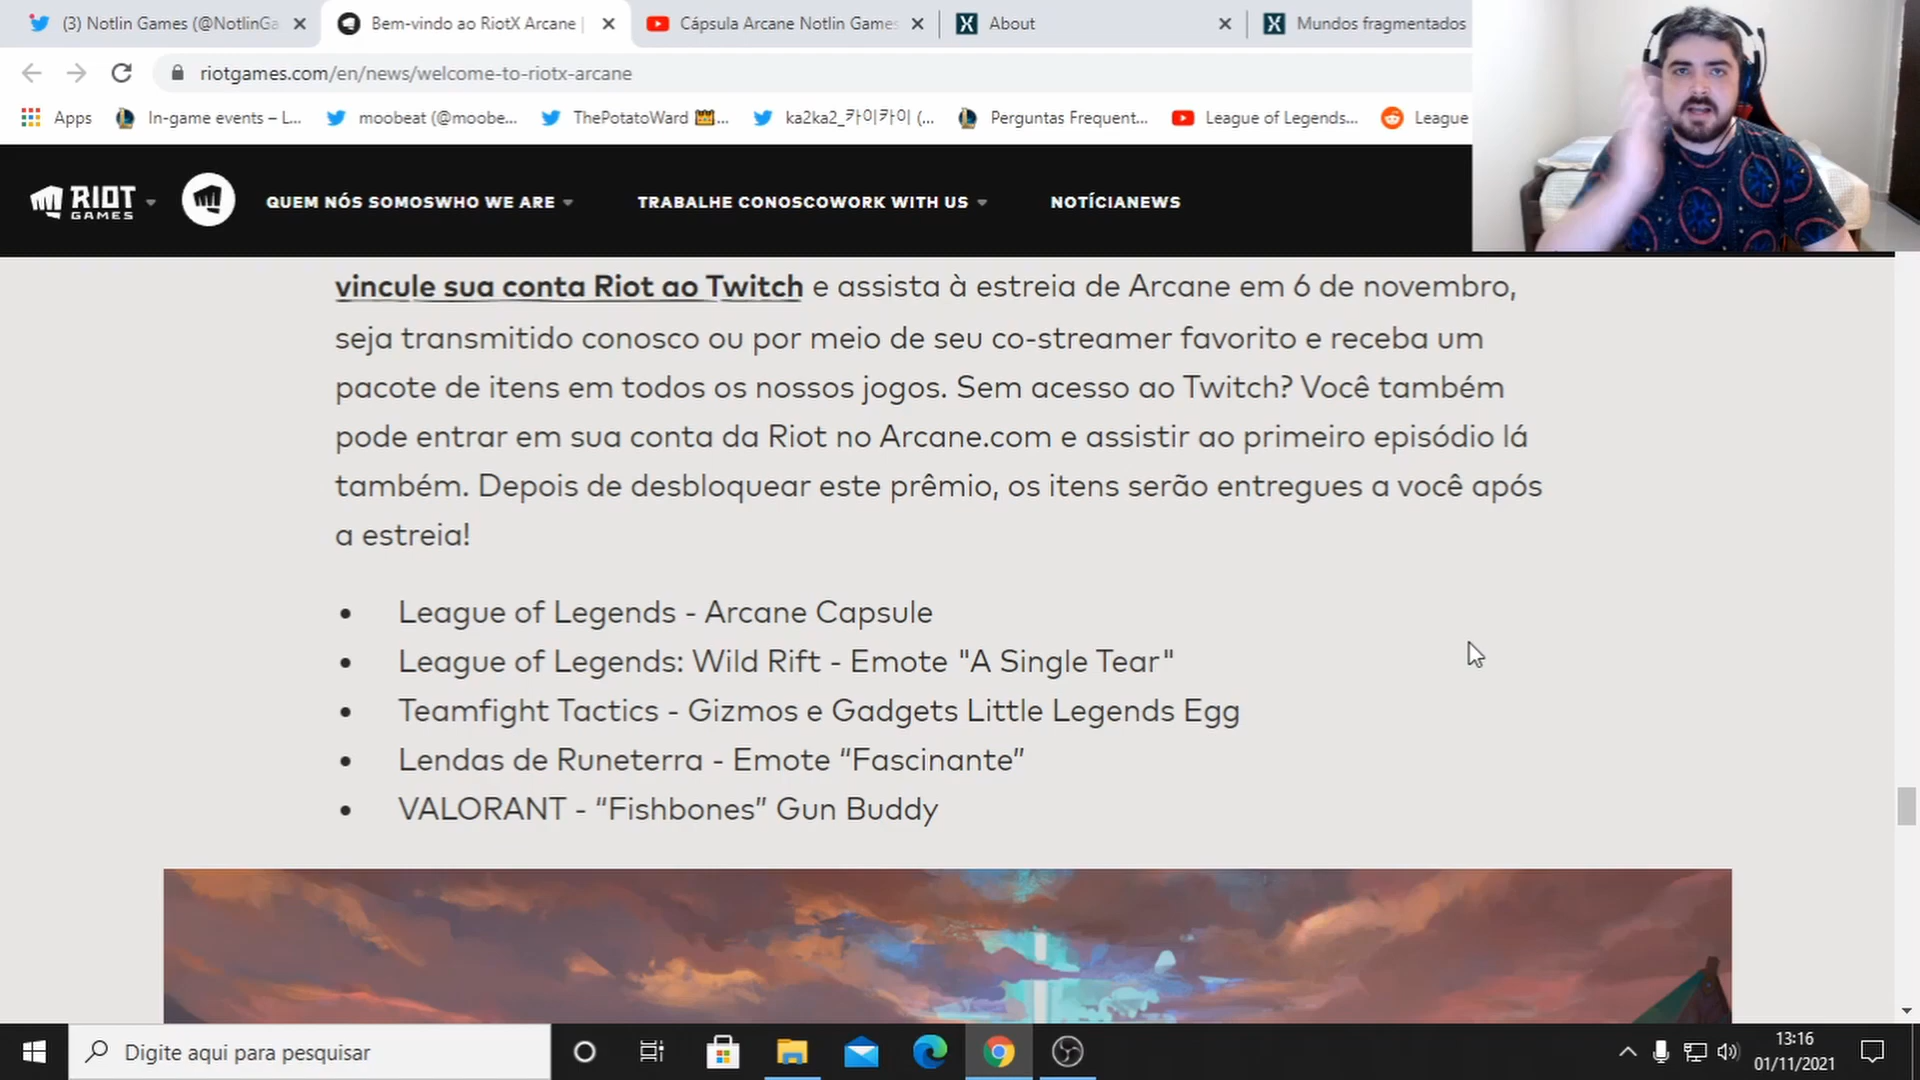 (3) Notlin Games (@NotlinGa
Bem-vindo ao RiotX Arcane |
Cápsula Arcane Notlin Games
About
Mundos fragmentados
riotgames.com/en/news/welcome-to-riotx-arcane
Apps
In-game events – L...
moobeat (@moobe...
ThePotatoWard 👑...
ka2ka2_카이카이 (...
Perguntas Frequent...
League of Legends...
League
RIOT GAMES
QUEM NÓS SOMOSWHO WE ARE
TRABALHE CONOSCOWORK WITH US
NOTÍCIANEWS
vincule sua conta Riot ao Twitch e assista à estreia de Arcane em 6 de novembro,
seja transmitido conosco ou por meio de seu co-streamer favorito e receba um
pacote de itens em todos os nossos jogos. Sem acesso ao Twitch? Você também
pode entrar em sua conta da Riot no Arcane.com e assistir ao primeiro episódio lá
também. Depois de desbloquear este prêmio, os itens serão entregues a você após
a estreia!
• League of Legends - Arcane Capsule
• League of Legends: Wild Rift - Emote "A Single Tear"
• Teamfight Tactics - Gizmos e Gadgets Little Legends Egg
• Lendas de Runeterra - Emote “Fascinante”
• VALORANT - “Fishbones” Gun Buddy
Digite aqui para pesquisar
13:16
01/11/2021